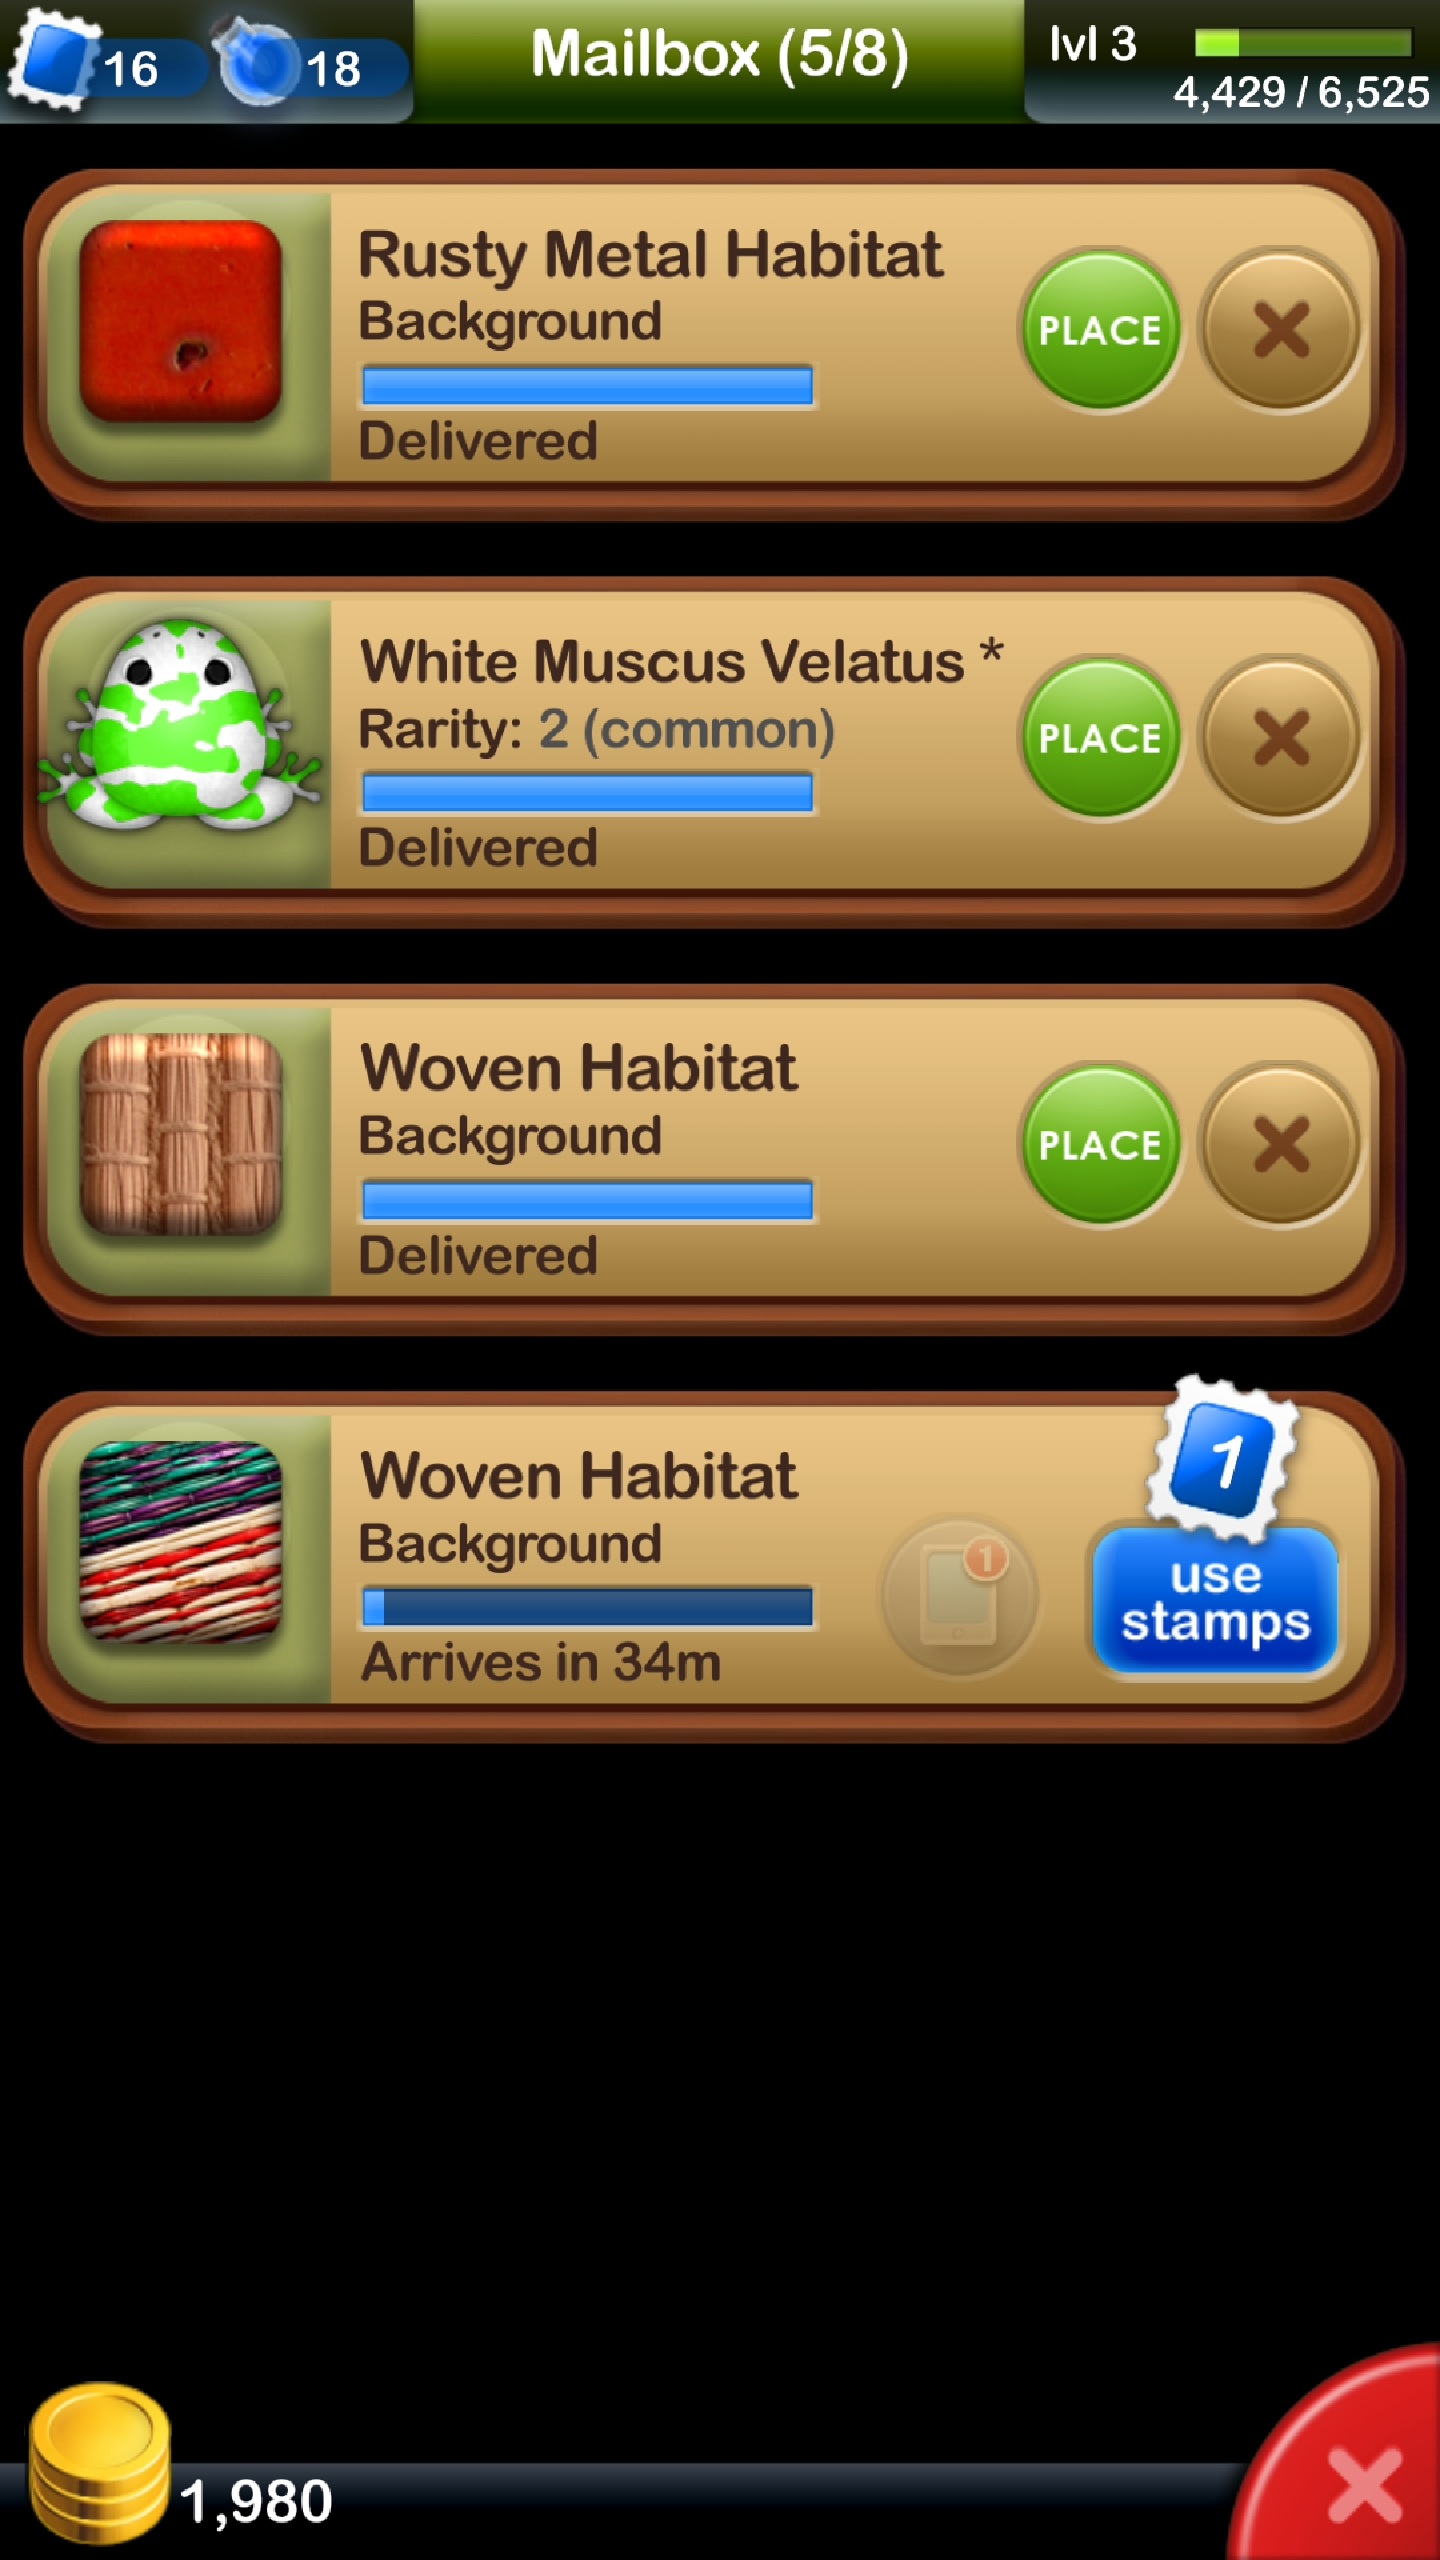 16
18
Mailbox (5/8)
lvl 3
4,429 / 6,525
Rusty Metal Habitat
Background
Delivered
PLACE
White Muscus Velatus *
Rarity: 2 (common)
Delivered
PLACE
Woven Habitat
Background
Delivered
PLACE
Woven Habitat
Background
Arrives in 34m
1
1
use
stamps
1,980